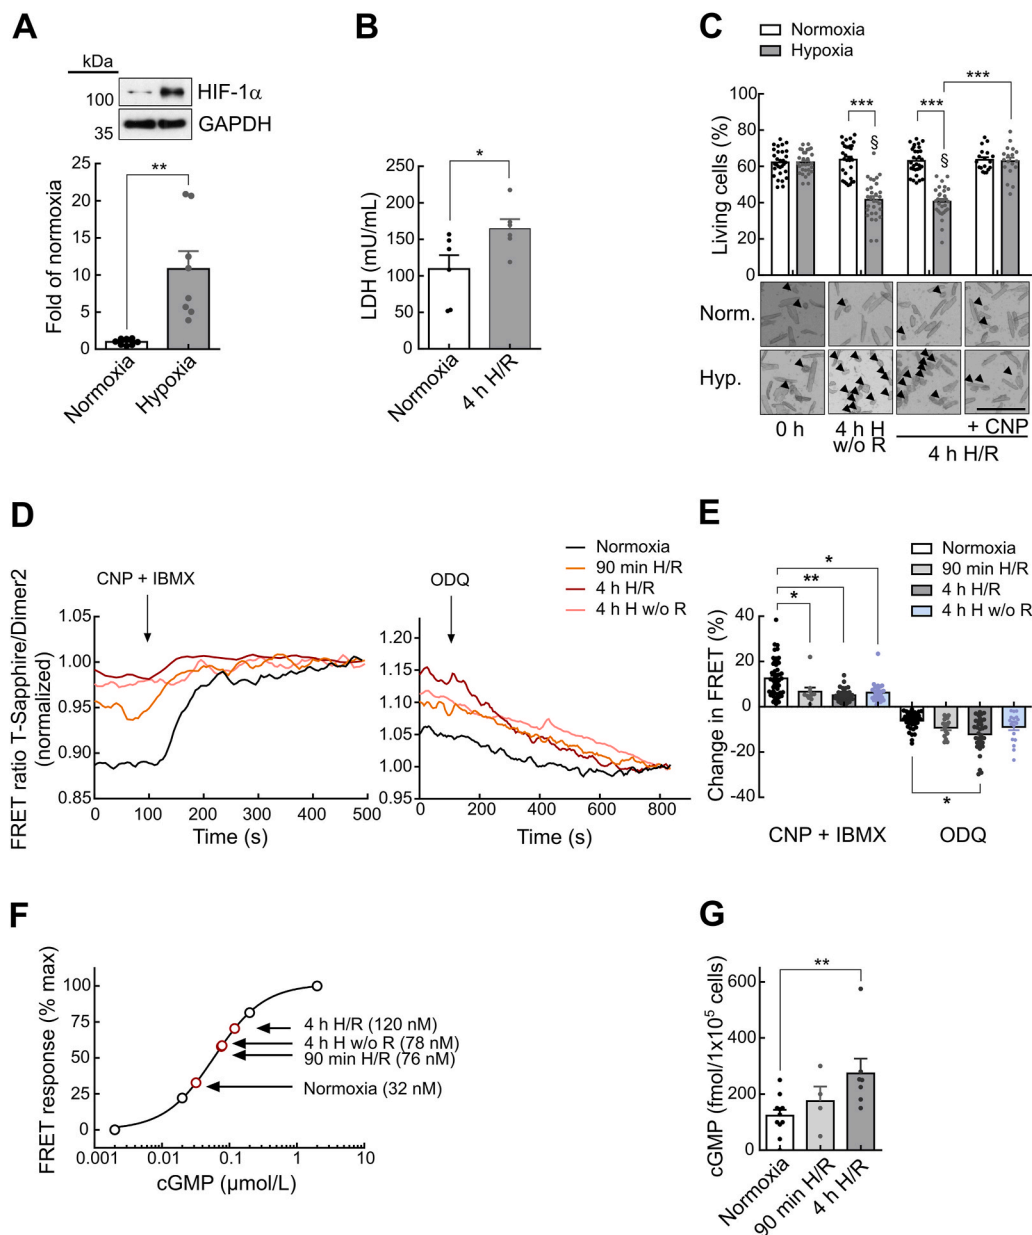 A
kDa
100
35
HIF-1α
GAPDH
**
Fold of normoxia
25
20
15
10
5
0
Normoxia
Hypoxia
B
*
LDH (mU/mL)
250
200
150
100
50
0
Normoxia
4 h H/R
C
Normoxia
Hypoxia
***
***
***
§
§
Living cells (%)
100
80
60
40
20
0
Norm.
Hyp.
0 h
4 h H
w/o R
+ CNP
4 h H/R
D
FRET ratio T-Sapphire/Dimer2
(normalized)
CNP + IBMX
1.05
1.00
0.95
0.90
0.85
0
100
200
300
400
500
Time (s)
ODQ
Normoxia
90 min H/R
4 h H/R
4 h H w/o R
1.20
1.15
1.10
1.05
1.00
0.95
0
200
400
600
800
Time (s)
E
Normoxia
90 min H/R
4 h H/R
4 h H w/o R
*
**
*
*
Change in FRET (%)
40
20
0
-20
-40
CNP + IBMX
ODQ
F
FRET response (% max)
100
75
50
25
0
4 h H/R (120 nM)
4 h H w/o R (78 nM)
90 min H/R (76 nM)
Normoxia (32 nM)
0.001
0.01
0.1
1
10
cGMP (µmol/L)
G
**
cGMP (fmol/1x10⁵ cells)
600
400
200
0
Normoxia
90 min H/R
4 h H/R